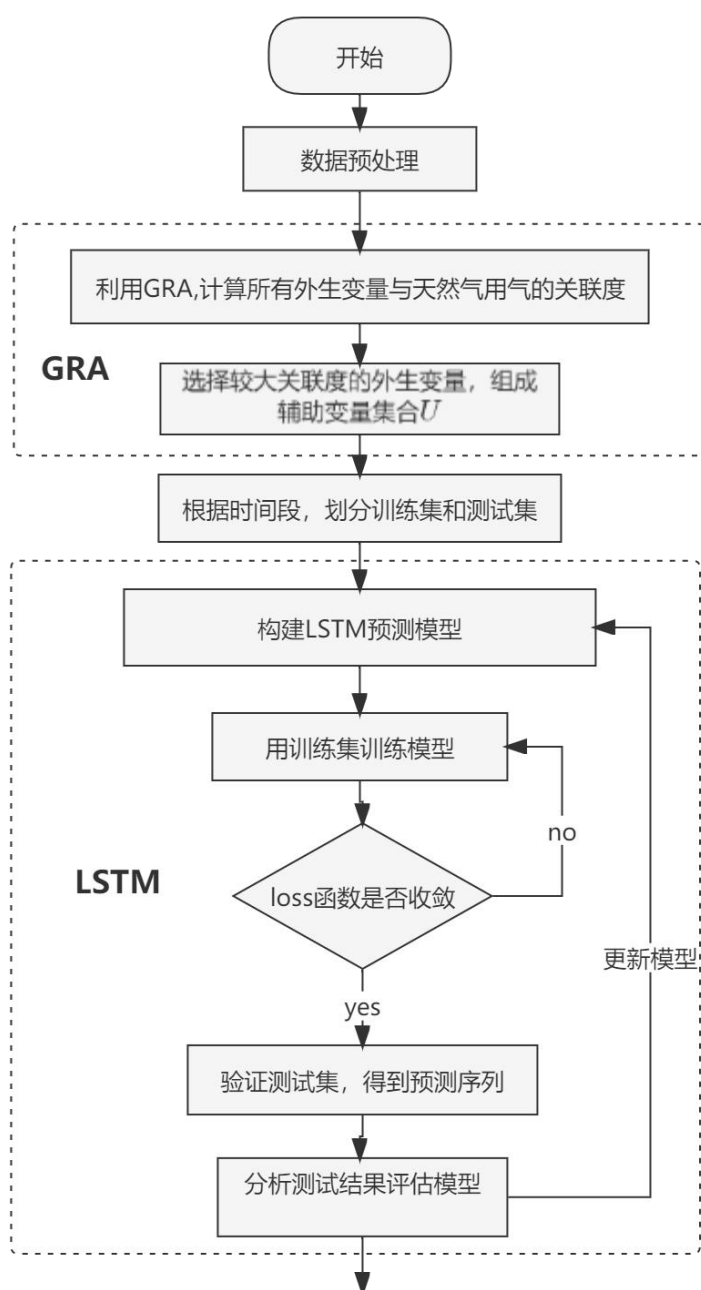 开始
数据预处理
利用GRA,计算所有外生变量与天然气用气的关联度
GRA
选择较大关联度的外生变量，组成
辅助变量集合U
根据时间段，划分训练集和测试集
构建LSTM预测模型
用训练集训练模型
no
LSTM
loss函数是否收敛
更新模型
yes
验证测试集，得到预测序列
分析测试结果评估模型